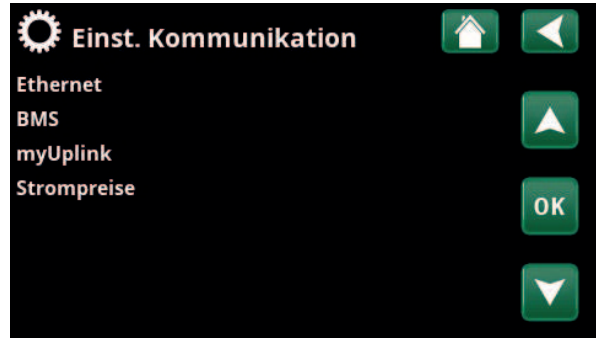 Einst. Kommunikation
Ethernet
BMS
myUplink
Strompreise
OK